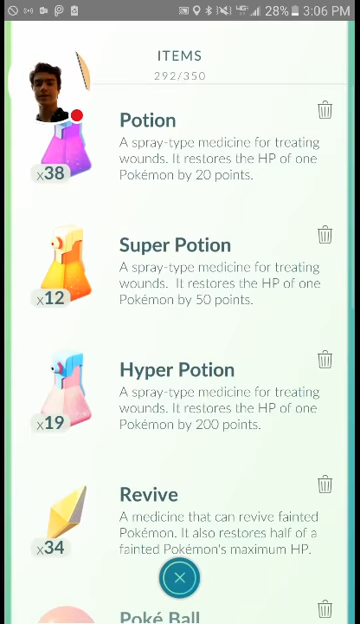 28% 3:06 PM
ITEMS
292/350
Potion
A spray-type medicine for treating
wounds. It restores the HP of one
Pokémon by 20 points.
x38
Super Potion
A spray-type medicine for treating
wounds. It restores the HP of one
Pokémon by 50 points.
x12
Hyper Potion
A spray-type medicine for treating
wounds. It restores the HP of one
Pokémon by 200 points.
x19
Revive
A medicine that can revive fainted
Pokémon. It also restores half of a
fainted Pokémon's maximum HP.
x34
Poké Ball